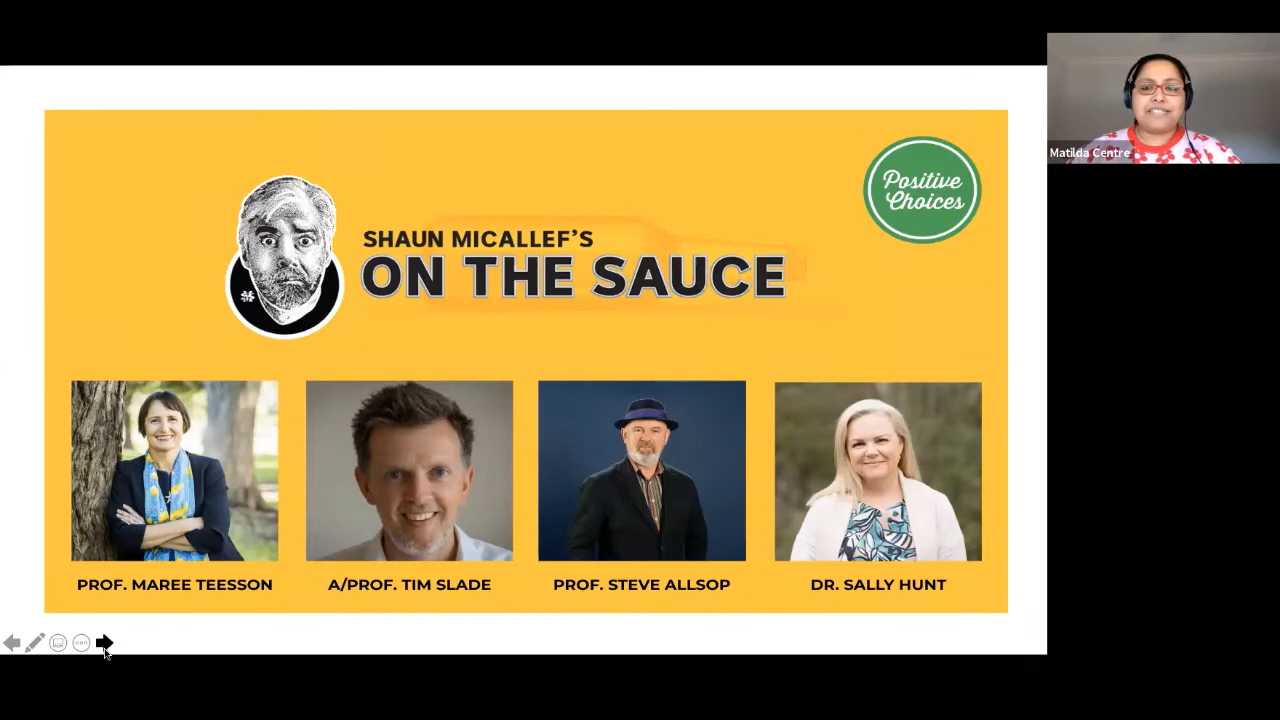 Matilda Centre
Positive
Choices
SHAUN MICALLEF'S
ON THE SAUCE
PROF. MAREE TEESSON
A/PROF. TIM SLADE
PROF. STEVE ALLSOP
DR. SALLY HUNT